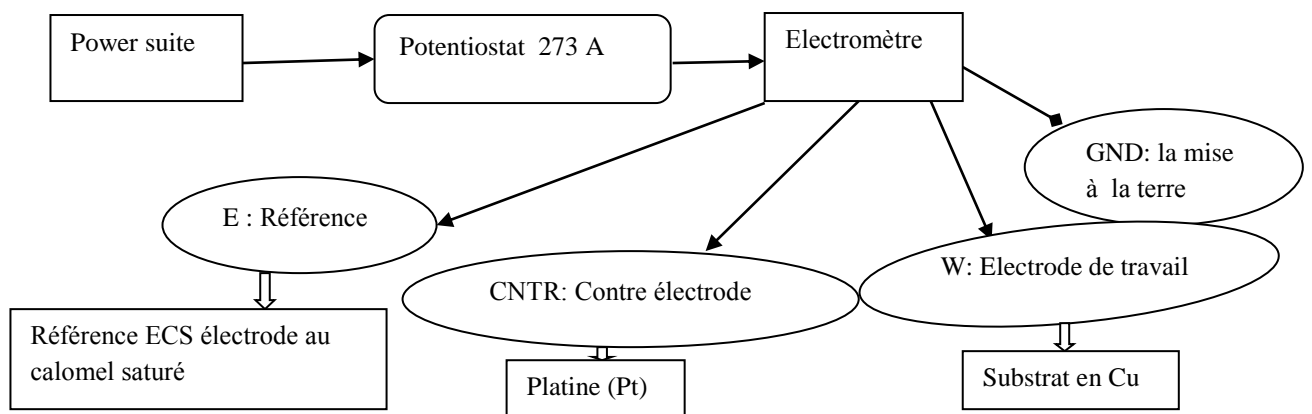 Power suite
Potentiostat 273 A
Electromètre
GND: la mise
à la terre
E : Référence
W: Electrode de travail
CNTR: Contre électrode
Référence ECS électrode au
calomel saturé
Platine (Pt)
Substrat en Cu